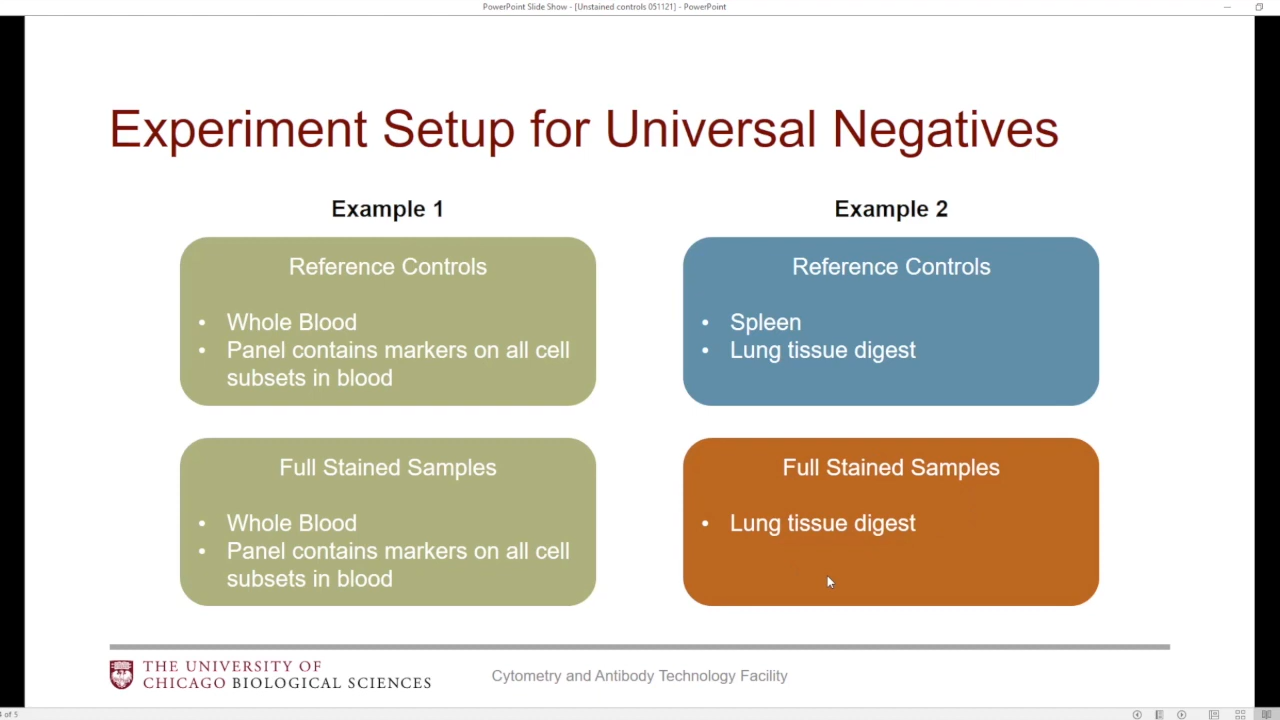 PowerPoint Slide Show - [Unstained controls 051121] - PowerPoint
Experiment Setup for Universal Negatives
Example 1
Reference Controls
• Whole Blood
• Panel contains markers on all cell
subsets in blood
Full Stained Samples
• Whole Blood
• Panel contains markers on all cell
subsets in blood
Example 2
Reference Controls
• Spleen
• Lung tissue digest
Full Stained Samples
• Lung tissue digest
THE UNIVERSITY OF
CHICAGO BIOLOGICAL SCIENCES
Cytometry and Antibody Technology Facility
of 5